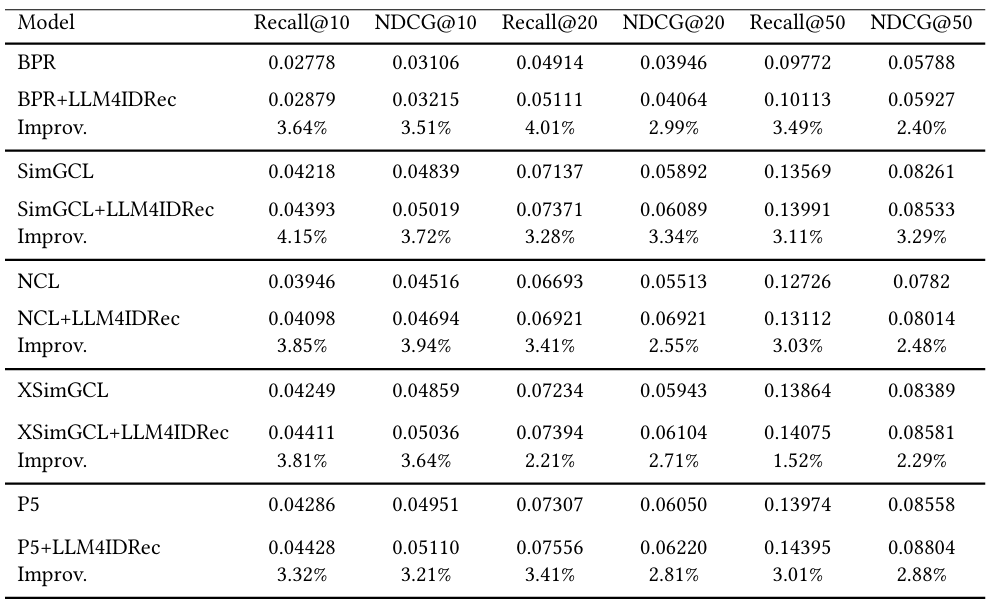 Model Recall@10 NDCG@10 Recall@20 NDCG@20 Recall@50 NDCG@50
BPR 0.02778 0.03106 0.04914 0.03946 0.09772 0.05788
BPR+LLM4IDRec 0.02879 0.03215 0.05111 0.04064 0.10113 0.05927
Improv. 3.64% 3.51% 4.01% 2.99% 3.49% 2.40%
SimGCL 0.04218 0.04839 0.07137 0.05892 0.13569 0.08261
SimGCL+LLM4IDRec 0.04393 0.05019 0.07371 0.06089 0.13991 0.08533
Improv. 4.15% 3.72% 3.28% 3.34% 3.11% 3.29%
NCL 0.03946 0.04516 0.06693 0.05513 0.12726 0.0782
NCL+LLM4IDRec 0.04098 0.04694 0.06921 0.06921 0.13112 0.08014
Improv. 3.85% 3.94% 3.41% 2.55% 3.03% 2.48%
XSimGCL 0.04249 0.04859 0.07234 0.05943 0.13864 0.08389
XSimGCL+LLM4IDRec 0.04411 0.05036 0.07394 0.06104 0.14075 0.08581
Improv. 3.81% 3.64% 2.21% 2.71% 1.52% 2.29%
P5 0.04286 0.04951 0.07307 0.06050 0.13974 0.08558
P5+LLM4IDRec 0.04428 0.05110 0.07556 0.06220 0.14395 0.08804
Improv. 3.32% 3.21% 3.41% 2.81% 3.01% 2.88%